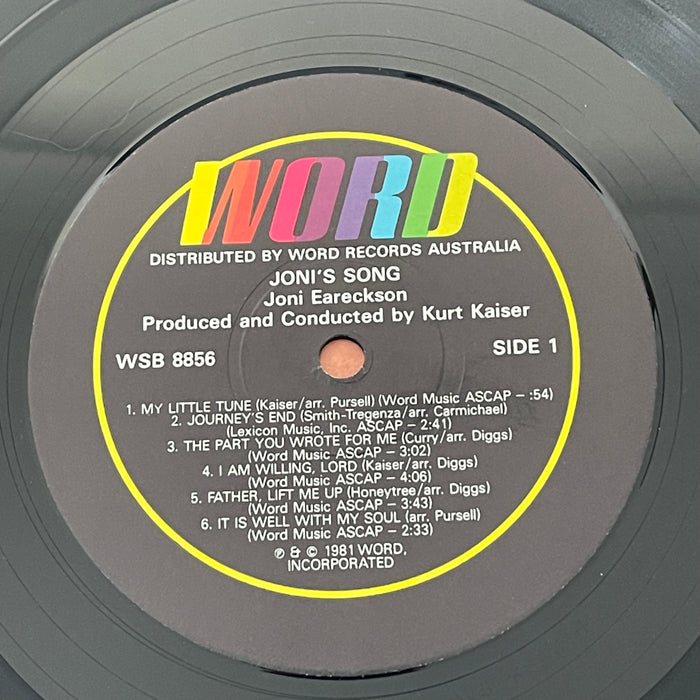 WORD
DISTRIBUTED BY WORD RECORDS AUSTRALIA
JONI'S SONG
Joni Eareckson
Produced and Conducted by Kurt Kaiser
WSB 8856
SIDE 1
1. MY LITTLE TUNE (Kaiser/arr. Pursell) (Word Music ASCAP – :54)
2. JOURNEY'S END (Smith-Tregenza/arr. Carmichael)
(Lexicon Music, Inc. ASCAP – 2:41)
3. THE PART YOU WROTE FOR ME (Curry/arr. Diggs)
(Word Music ASCAP – 3:02)
4. I AM WILLING, LORD (Kaiser/arr. Diggs)
(Word Music ASCAP – 4:06)
5. FATHER, LIFT ME UP (Honeytree/arr. Diggs)
(Word Music ASCAP – 3:43)
6. IT IS WELL WITH MY SOUL (arr. Pursell)
(Word Music ASCAP – 2:33)
℗ & © 1981 WORD,
INCORPORATED